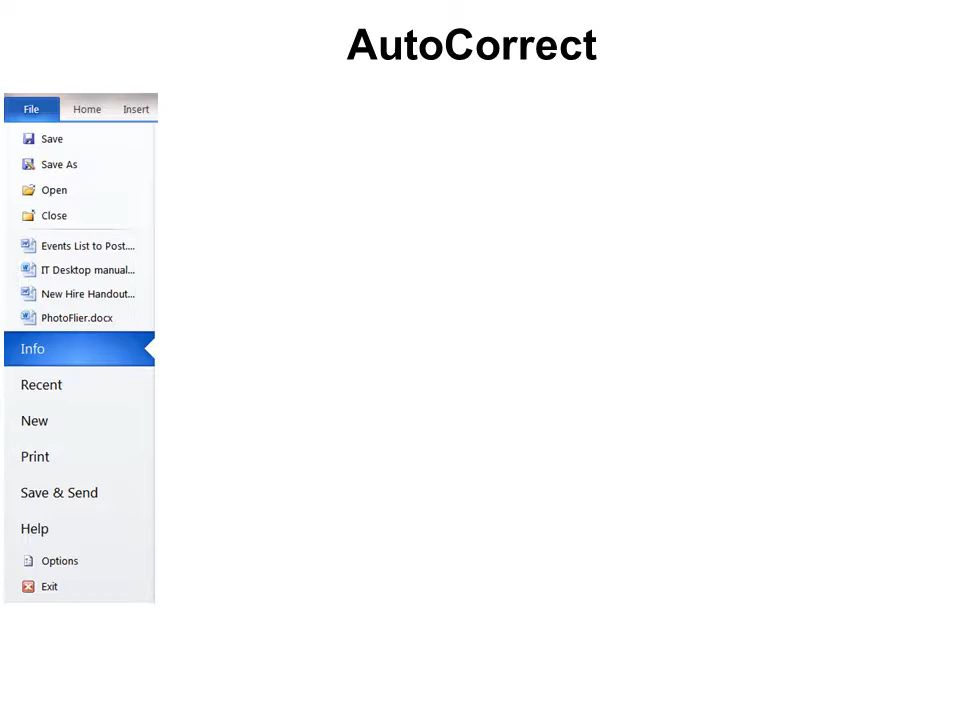 AutoCorrect
File Home Insert
Save
Save As
Open
Close
Events List to Post....
IT Desktop manual...
New Hire Handout...
PhotoFlier.docx
Info
Recent
New
Print
Save & Send
Help
Options
Exit